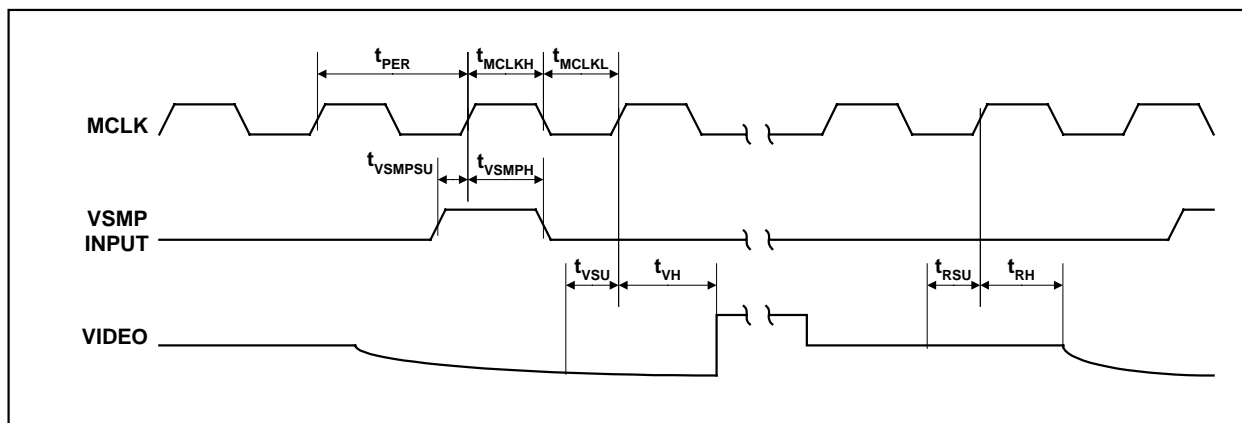 tPER tMCLKH tMCLKL
MCLK
tVSMPSU tVSMPH
VSMP
INPUT
tVSU tVH tRSU tRH
VIDEO